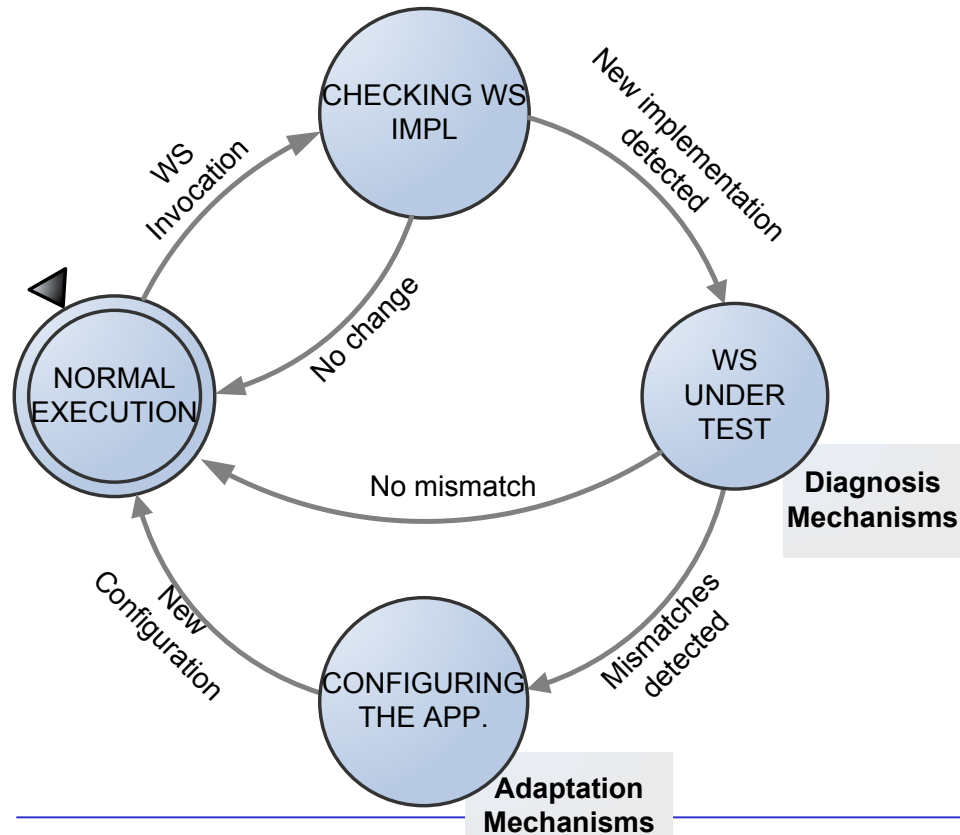 CHECKING WS
IMPL
New implementation
detected
WS
Invocation
No change
NORMAL
EXECUTION
WS
UNDER
TEST
Diagnosis
Mechanisms
No mismatch
Mismatches
detected
New
Configuration
CONFIGURING
THE APP.
Adaptation
Mechanisms